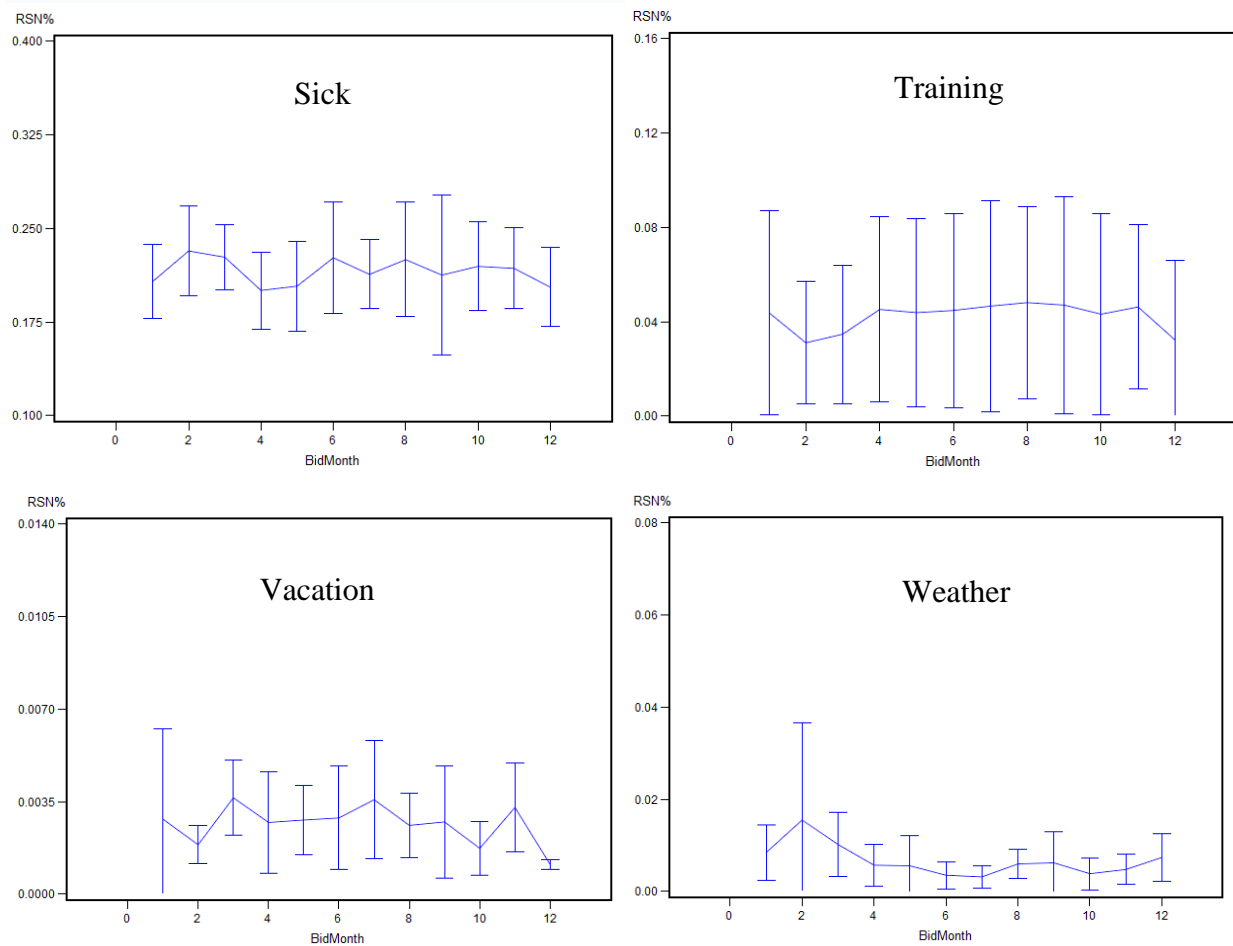 RSN%
0.400
Sick
0.325
0.250
0.175
0.100
0 2 4 6 8 10 12
BidMonth
RSN%
0.16
Training
0.12
0.08
0.04
0.00
0 2 4 6 8 10 12
BidMonth
RSN%
0.0140
Vacation
0.0105
0.0070
0.0035
0.0000
0 2 4 6 8 10 12
BidMonth
RSN%
0.08
Weather
0.06
0.04
0.02
0.00
0 2 4 6 8 10 12
BidMonth